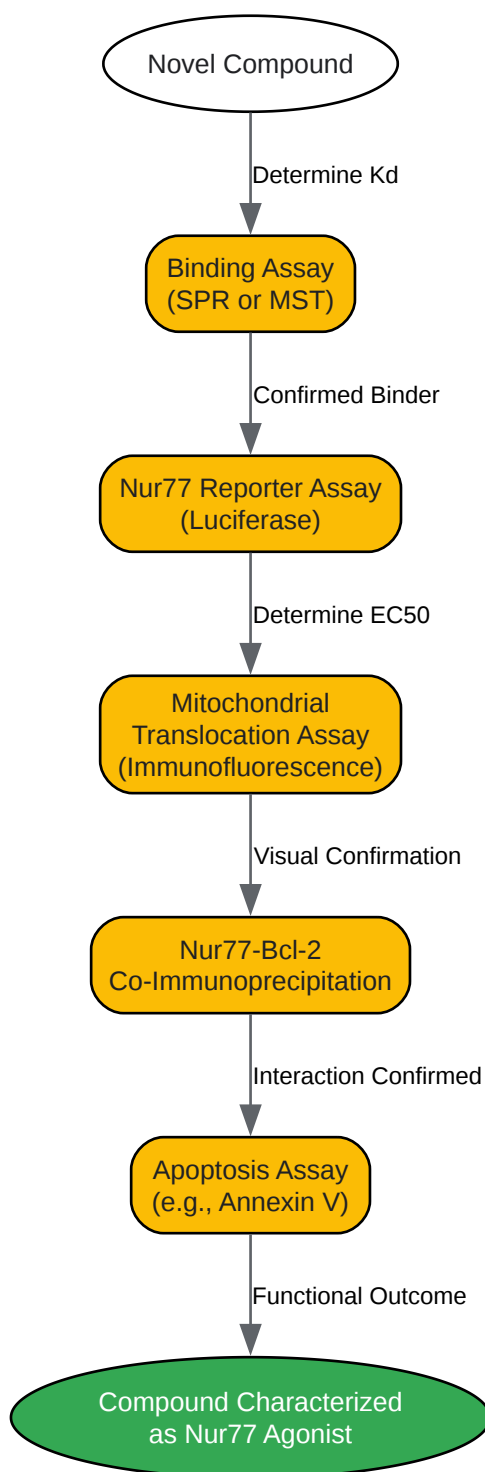 Novel Compound
Determine Kd
Binding Assay
(SPR or MST)
Confirmed Binder
Nur77 Reporter Assay
(Luciferase)
Determine EC50
Mitochondrial
Translocation Assay
(Immunofluorescence)
Visual Confirmation
Nur77-Bcl-2
Co-Immunoprecipitation
Interaction Confirmed
Apoptosis Assay
(e.g., Annexin V)
Functional Outcome
Compound Characterized
as Nur77 Agonist